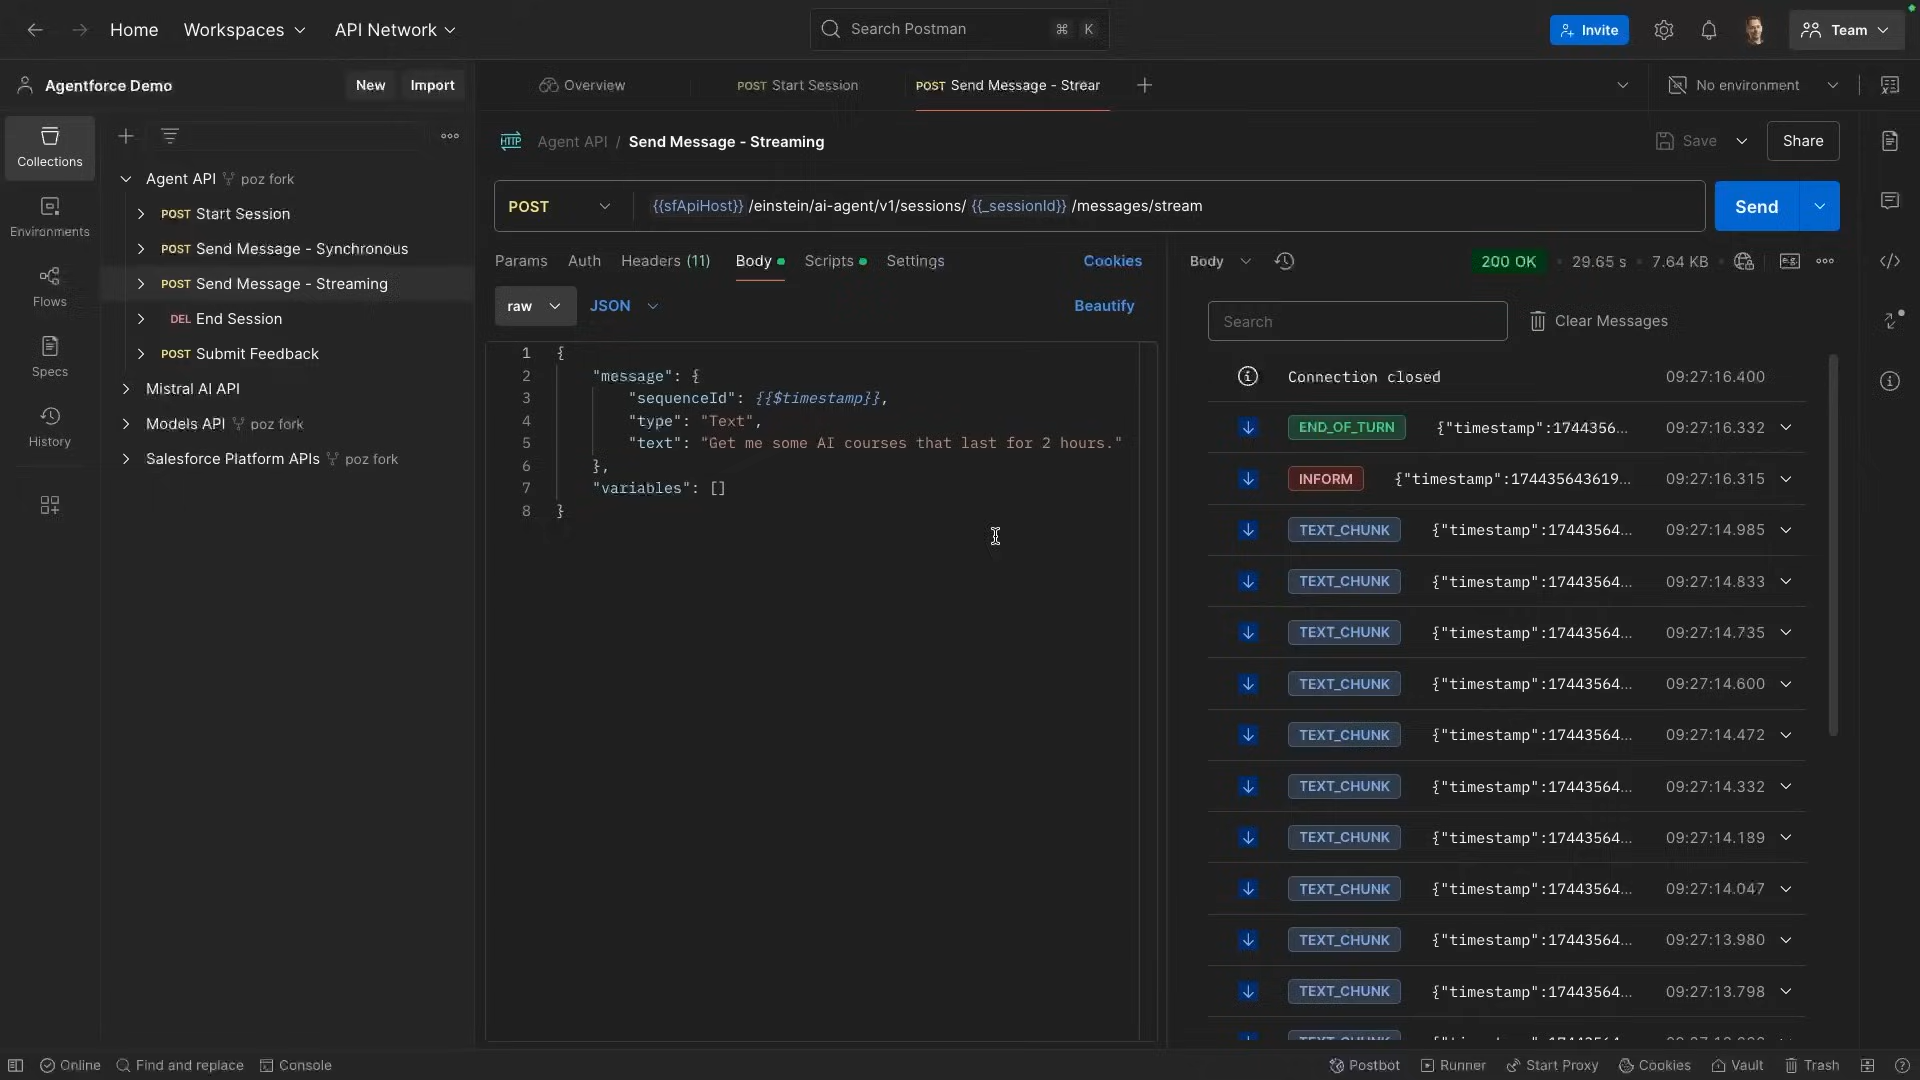 Home Workspaces API Network Search Postman ⌘ K Invite Team
Agentforce Demo New Import Overview POST Start Session POST Send Message - Strear No environment
Collections
Environments
Flows
Specs
History
Agent API poz fork
POST Start Session
POST Send Message - Synchronous
POST Send Message - Streaming
DEL End Session
POST Submit Feedback
Mistral AI API
Models API poz fork
Salesforce Platform APIs poz fork
HTTP Agent API / Send Message - Streaming Save Share
POST {{sfApiHost}} /einstein/ai-agent/v1/sessions/ {{_sessionId}} /messages/stream Send
Params Auth Headers (11) Body Scripts Settings Cookies
raw JSON Beautify
1 {
2 "message": {
3 "sequenceId": {{$timestamp}},
4 "type": "Text",
5 "text": "Get me some AI courses that last for 2 hours."
6 },
7 "variables": []
8 }
Body 200 OK • 29.65 s • 7.64 KB e.g.
Search Clear Messages
Connection closed 09:27:16.400
END_OF_TURN {"timestamp":1744356... 09:27:16.332
INFORM {"timestamp":174435643619... 09:27:16.315
TEXT_CHUNK {"timestamp":17443564... 09:27:14.985
TEXT_CHUNK {"timestamp":17443564... 09:27:14.833
TEXT_CHUNK {"timestamp":17443564... 09:27:14.735
TEXT_CHUNK {"timestamp":17443564... 09:27:14.600
TEXT_CHUNK {"timestamp":17443564... 09:27:14.472
TEXT_CHUNK {"timestamp":17443564... 09:27:14.332
TEXT_CHUNK {"timestamp":17443564... 09:27:14.189
TEXT_CHUNK {"timestamp":17443564... 09:27:14.047
TEXT_CHUNK {"timestamp":17443564... 09:27:13.980
TEXT_CHUNK {"timestamp":17443564... 09:27:13.798
Online Find and replace Console Postbot Runner Start Proxy Cookies Vault Trash